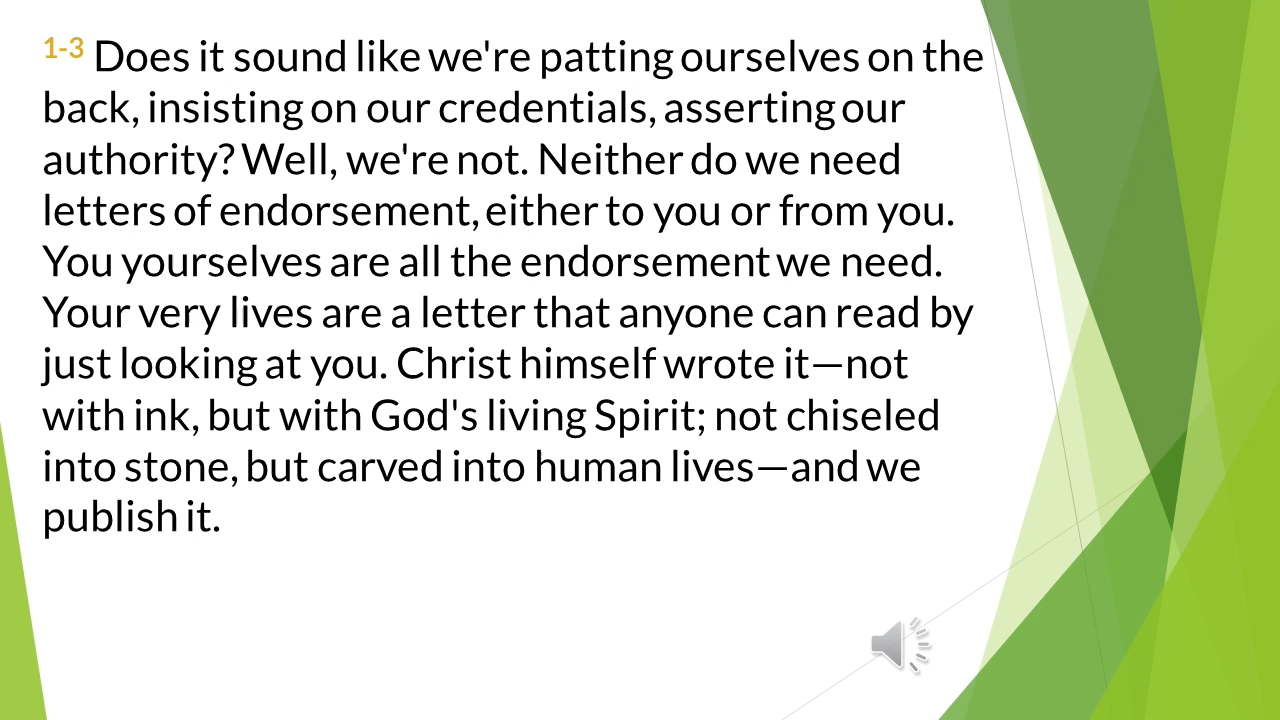 1-3 Does it sound like we're patting ourselves on the
back, insisting on our credentials, asserting our
authority? Well, we're not. Neither do we need
letters of endorsement, either to you or from you.
You yourselves are all the endorsement we need.
Your very lives are a letter that anyone can read by
just looking at you. Christ himself wrote it—not
with ink, but with God's living Spirit; not chiseled
into stone, but carved into human lives—and we
publish it.